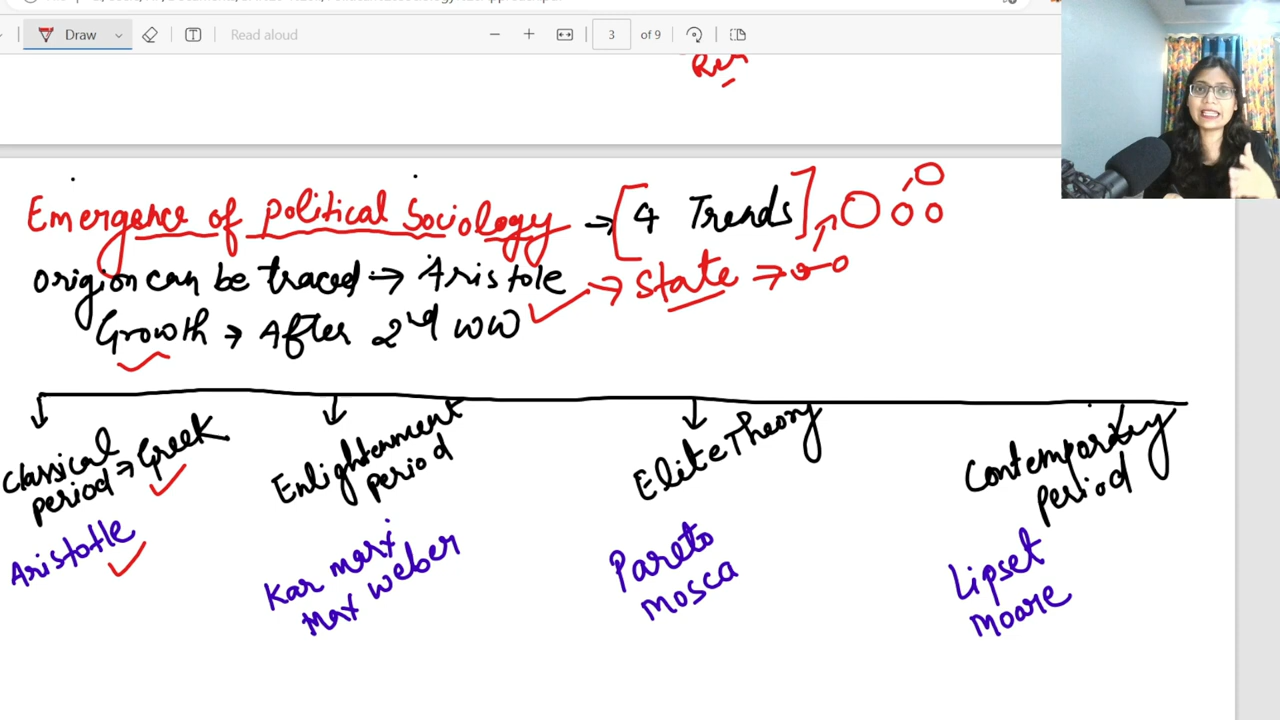 Draw
Read aloud
3 of 9
Emergence of political Sociology → [4 Trends]
origion can be traced → Aristole
→ State →
Growth → After 2nd WW
Classical period → Greek
Aristotle
Enlightenment period
Kar marx
Max weber
Elite Theory
Pareto
mosca
Contemporary period
Lipset
moare